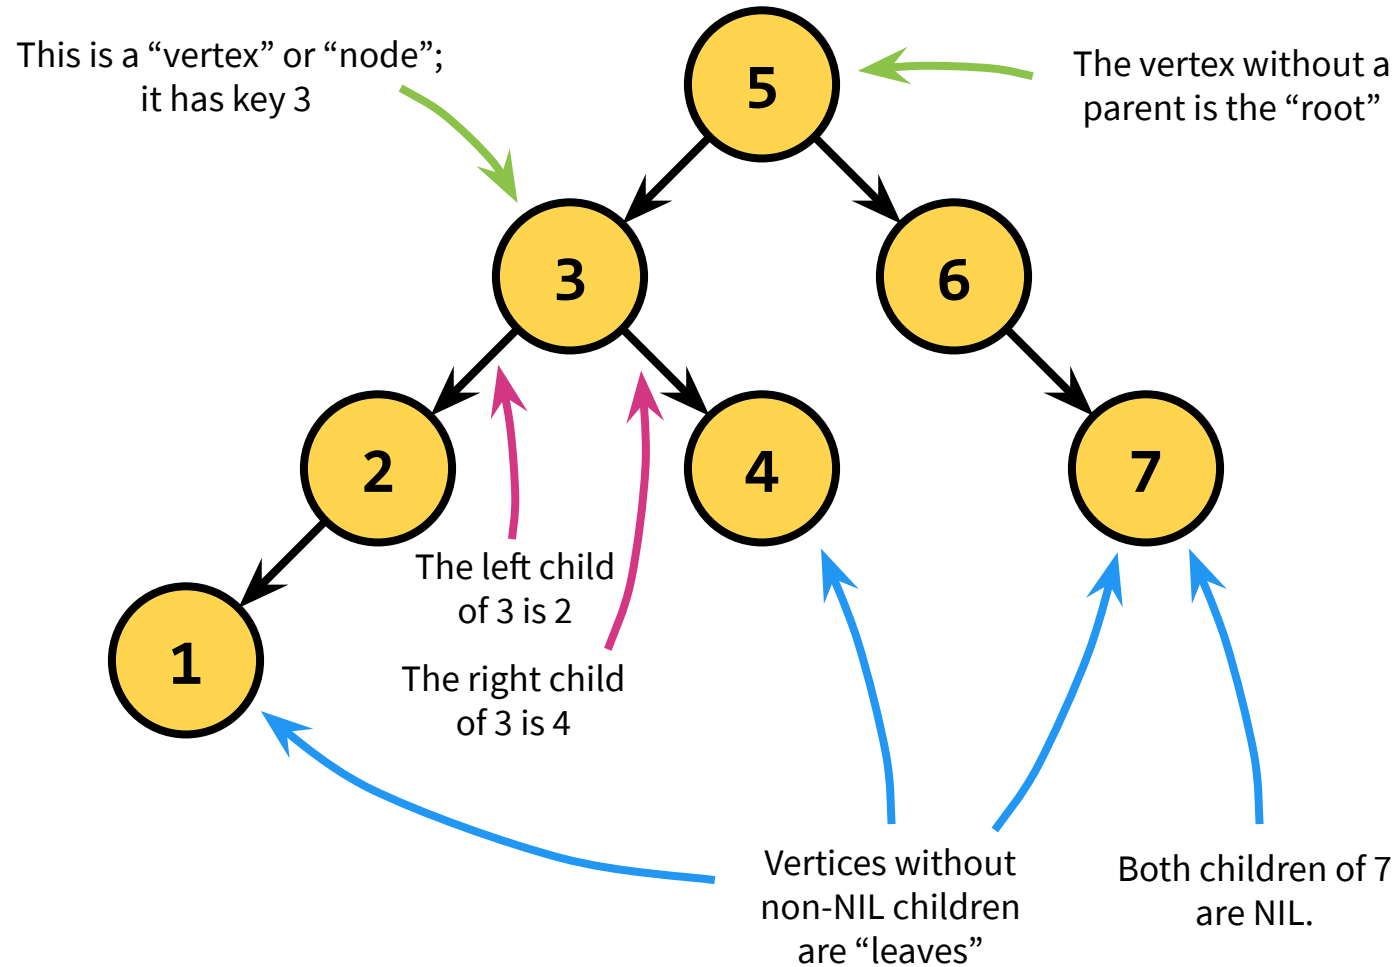 This is a “vertex” or “node”;
it has key 3
5
The vertex without a
parent is the “root”
3
6
2
4
7
The left child
of 3 is 2
1
The right child
of 3 is 4
Vertices without
non-NIL children
are “leaves”
Both children of 7
are NIL.